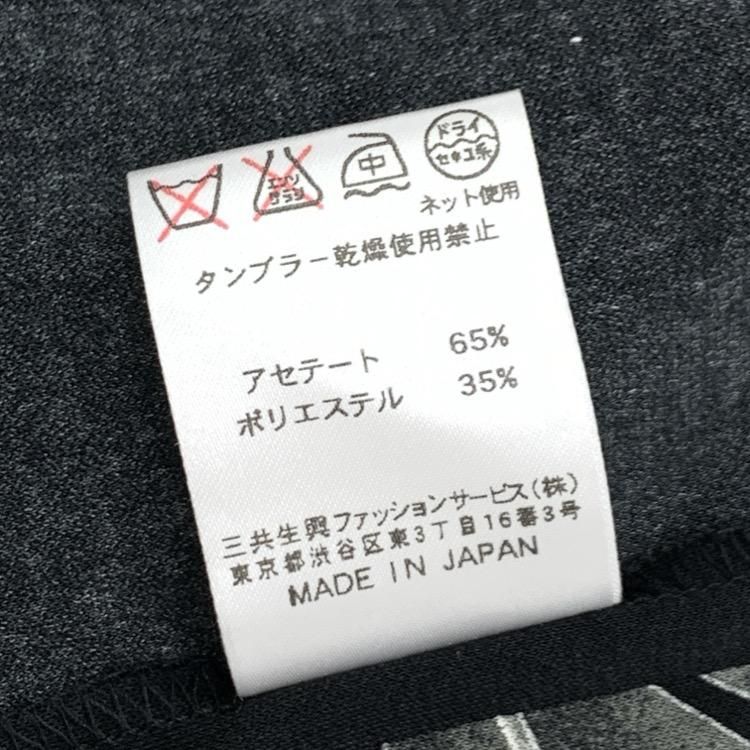 エンソ
サラシ
中
ドライ
セキユ系
ネット使用
タンブラー乾燥使用禁止
アセテート 65%
ポリエステル 35%
三共生興ファッションサービス(株)
東京都渋谷区東3丁目16番3号
MADE IN JAPAN